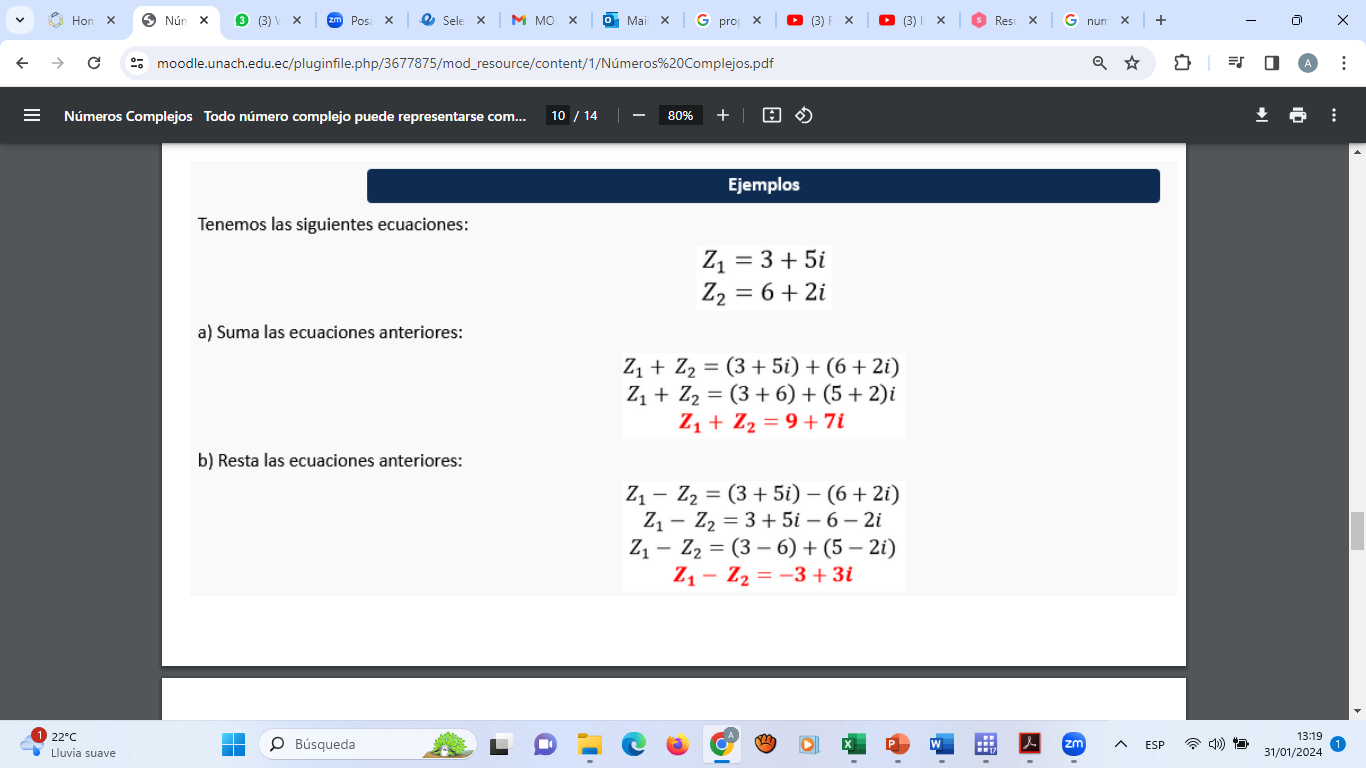 Hon
Nún
(3) V
Posa
Sele
MO
Mai
prop
(3) F
(3) I
Resu
num
moodle.unach.edu.ec/pluginfile.php/3677875/mod_resource/content/1/Números%20Complejos.pdf
A
Números Complejos Todo número complejo puede representarse com...
10 / 14
80%
Ejemplos
Tenemos las siguientes ecuaciones:
Z₁ = 3 + 5i
Z₂ = 6 + 2i
a) Suma las ecuaciones anteriores:
Z₁ + Z₂ = (3 + 5i) + (6 + 2i)
Z₁ + Z₂ = (3 + 6) + (5 + 2)i
Z₁ + Z₂ = 9 + 7i
b) Resta las ecuaciones anteriores:
Z₁ − Z₂ = (3 + 5i) − (6 + 2i)
Z₁ − Z₂ = 3 + 5i − 6 − 2i
Z₁ − Z₂ = (3 − 6) + (5 − 2i)
Z₁ − Z₂ = −3 + 3i
1
22°C
Lluvia suave
Búsqueda
A
zm
ESP
13:19
31/01/2024
1